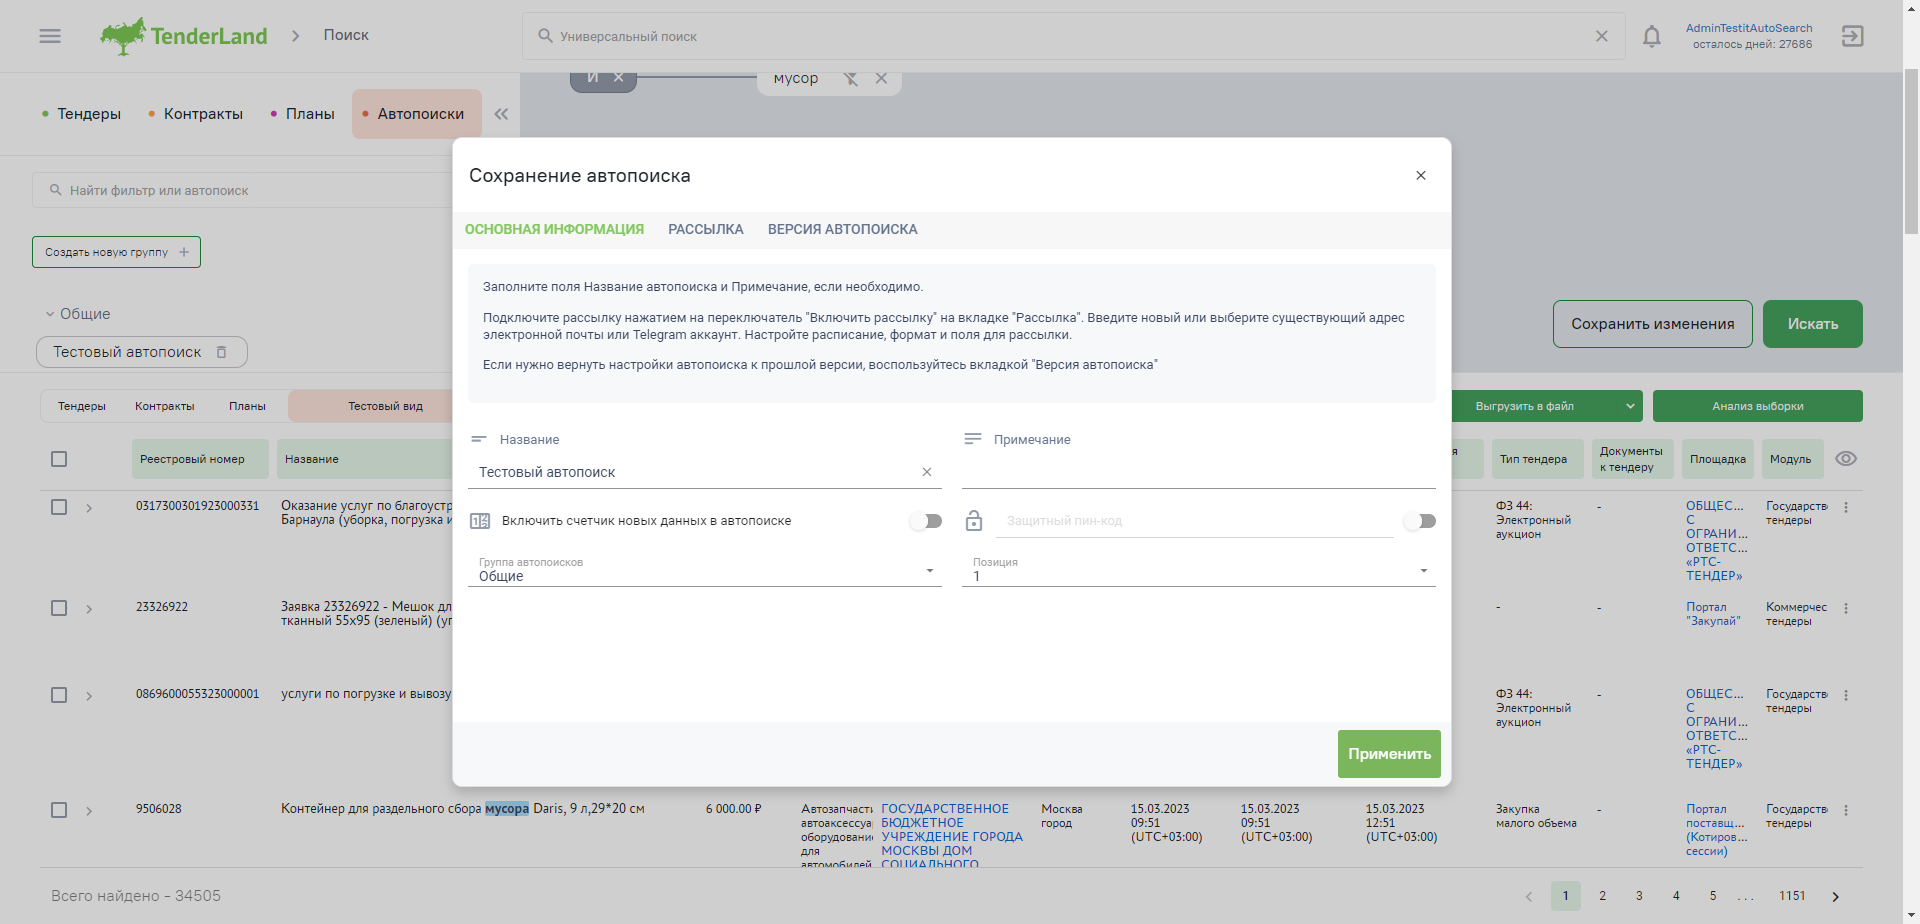 TenderLand
Поиск
Универсальный поиск
AdminTestitAutoSearch
осталось дней: 27686
И
мусор
Тендеры
Контракты
Планы
Автопоиски
Найти фильтр или автопоиск
Создать новую группу
Общие
Тестовый автопоиск
Сохранение автопоиска
ОСНОВНАЯ ИНФОРМАЦИЯ
РАССЫЛКА
ВЕРСИЯ АВТОПОИСКА
Заполните поля Название автопоиска и Примечание, если необходимо.
Подключите рассылку нажатием на переключатель "Включить рассылку" на вкладке "Рассылка". Введите новый или выберите существующий адрес
электронной почты или Telegram аккаунт. Настройте расписание, формат и поля для рассылки.
Если нужно вернуть настройки автопоиска к прошлой версии, воспользуйтесь вкладкой "Версия автопоиска"
Название
Примечание
Тестовый автопоиск
Включить счетчик новых данных в автопоиске
Защитный пин-код
Группа автопоисков
Общие
Позиция
1
Применить
Сохранить изменения
Искать
Тендеры
Контракты
Планы
Тестовый вид
Выгрузить в файл
Анализ выборки
Реестровый номер
Название
я
Тип тендера
Документы
к тендеру
Площадка
Модуль
0317300301923000331
Оказание услуг по благоустр
Барнаула (уборка, погрузка и
ФЗ 44:
Электронный
аукцион
-
ОБЩЕС...
С
ОГРАНИ...
ОТВЕТС...
«РТС-
ТЕНДЕР»
Государств
тендеры
23326922
Заявка 23326922 - Мешок дл
тканный 55х95 (зеленый) (уг
-
-
Портал
"Закупай"
Коммерчес
тендеры
0869600055323000001
услуги по погрузке и вывозу
ФЗ 44:
Электронный
аукцион
-
ОБЩЕС...
С
ОГРАНИ...
ОТВЕТС...
«РТС-
ТЕНДЕР»
Государств
тендеры
9506028
Контейнер для раздельного сбора мусора Daris, 9 л,29*20 см
6 000.00 ₽
Автозапчасти
автоаксессуа
оборудование
для
автомобилей
ГОСУДАРСТВЕННОЕ
БЮДЖЕТНОЕ
УЧРЕЖДЕНИЕ ГОРОДА
МОСКВЫ ДОМ
СОЦИАЛЬНОГО
Москва
город
15.03.2023
09:51
(UTC+03:00)
15.03.2023
09:51
(UTC+03:00)
15.03.2023
12:51
(UTC+03:00)
Закупка
малого объема
-
Портал
поставщ...
(Котиров...
сессии)
Государств
тендеры
Всего найдено - 34505
1
2
3
4
5
...
1151